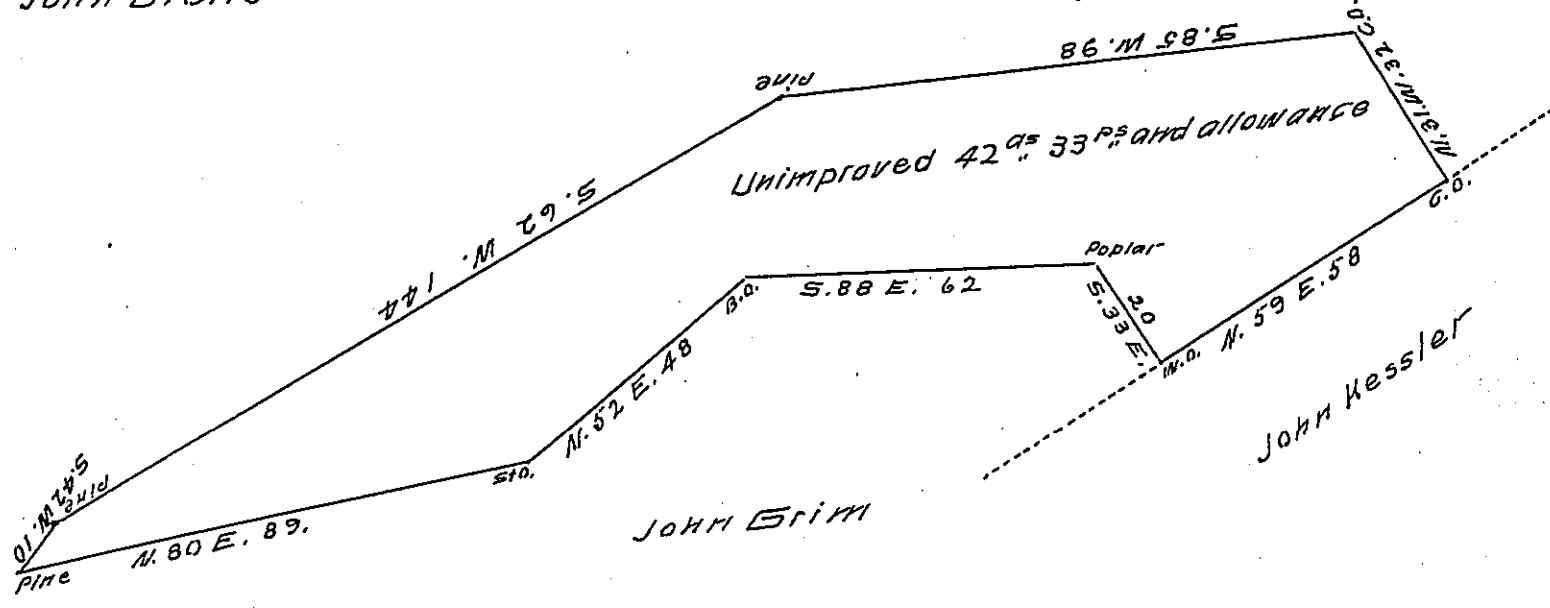 S. 85 W. 98
C.O.
N. 31. W. 32
Pine
Unimproved 42 as 33 ps and allowance
S. 62 W. 144
Poplar
S. 88 E. 62
B.O.
S. 33 E. 20
W.O.
N. 59 E. 58
C.O.
N. 52 E. 48
John Kessler
Sto.
S. 42 W. 10
Pine
N. 80 E. 89.
John Grim
Pine